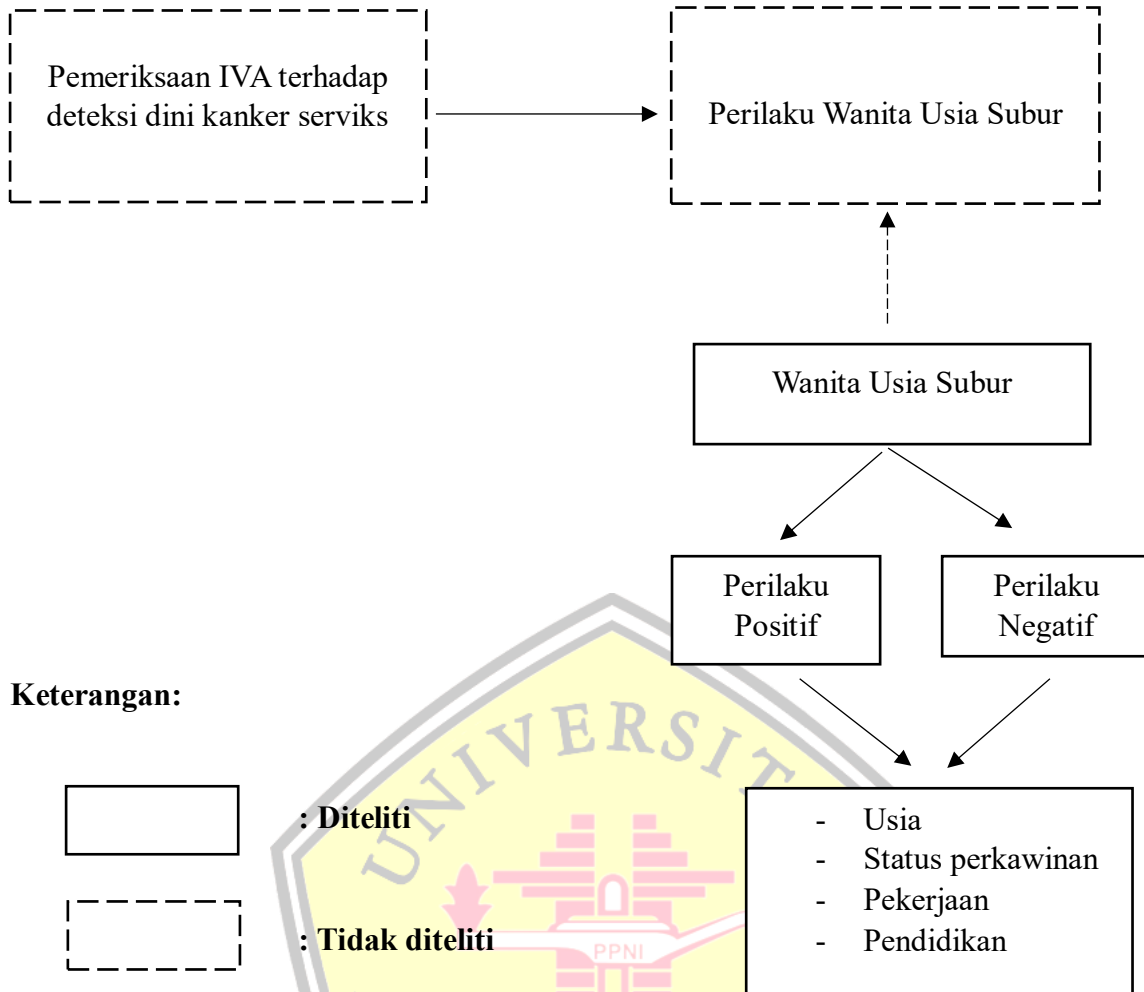 Pemeriksaan IVA terhadap
deteksi dini kanker serviks
Perilaku Wanita Usia Subur
Wanita Usia Subur
Perilaku
Positif
Perilaku
Negatif
Keterangan:
: Diteliti
: Tidak diteliti
- Usia
- Status perkawinan
- Pekerjaan
- Pendidikan
UNIVERSIT
PPNI